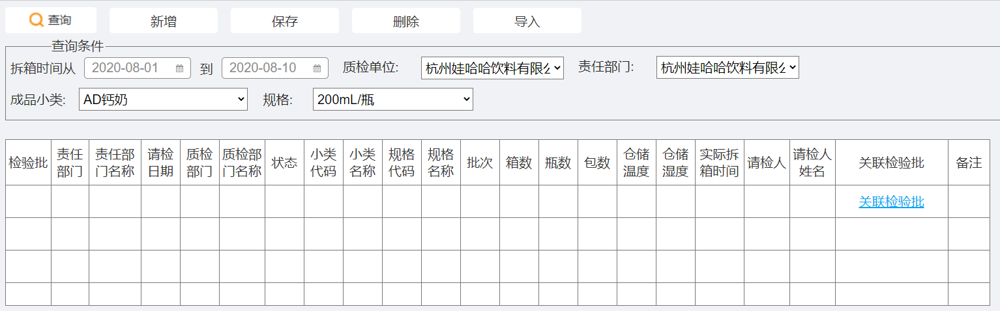 查询 新增 保存 删除 导入
查询条件
拆箱时间从 2020-08-01 到 2020-08-10 质检单位: 杭州娃哈哈饮料有限公 责任部门: 杭州娃哈哈饮料有限公
成品小类: AD钙奶 规格: 200mL/瓶
检验批 责任部门 责任部门名称 请检日期 质检部门 质检部门名称 状态 小类代码 小类名称 规格代码 规格名称 批次 箱数 瓶数 包数 仓储温度 仓储湿度 实际拆箱时间 请检人 请检人姓名 关联检验批 备注
关联检验批